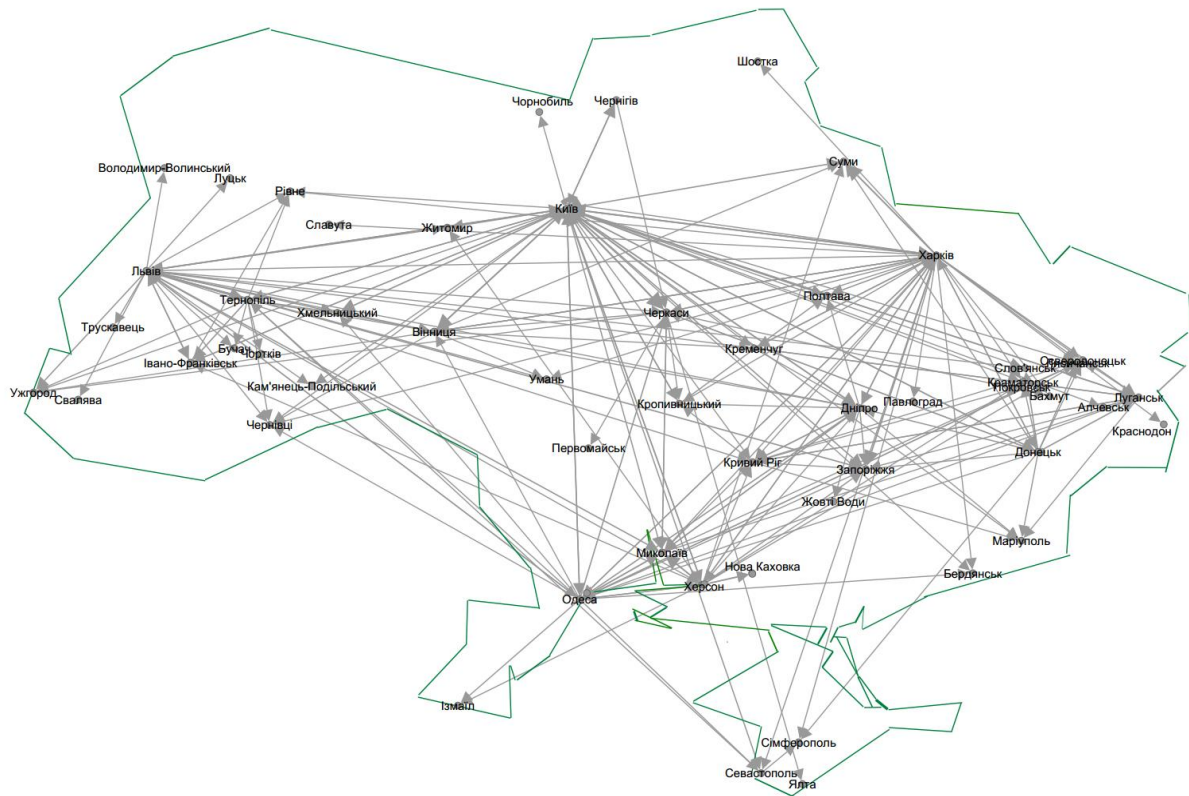 Шостка
Чорнобиль
Чернігів
Володимир-Волинський
Луцьк
Суми
Рівне
Київ
Славута
Житомир
Харків
Львів
Тернопіль
Хмельницький
Полтава
Черкаси
Трускавець
Вінниця
Бучач
Чортків
Кременчуг
Івано-Франківськ
Сєвєродонецьк
Лисичанськ
Слов'янськ
Умань
Краматорськ
Покровськ
Кам'янець-Подільський
Ужгород
Свалява
Бахмут
Луганськ
Кропивницький
Дніпро
Павлоград
Алчевськ
Чернівці
Краснодон
Первомайськ
Донецьк
Кривий Ріг
Запоріжжя
Жовті Води
Маріуполь
Миколаїв
Нова Каховка
Бердянськ
Херсон
Одеса
Ізмаїл
Сімферополь
Севастополь
Ялта